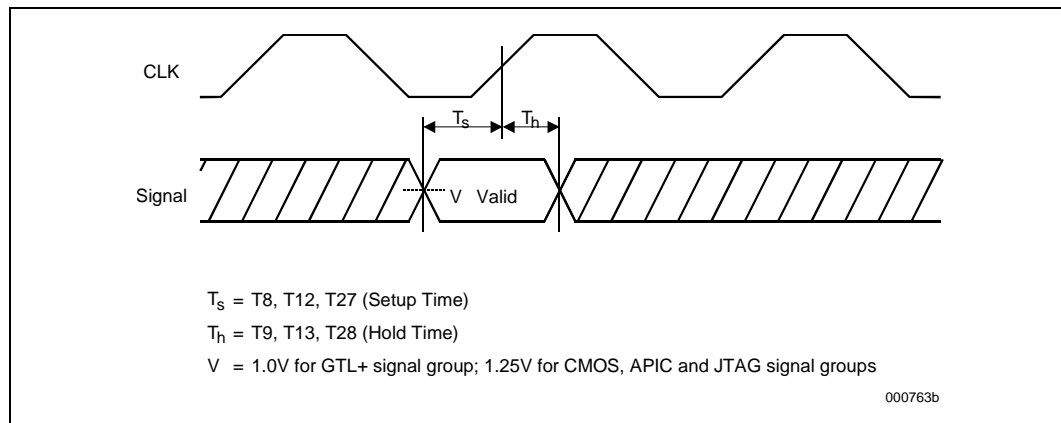 CLK
Ts Th
Signal
V Valid
Ts = T8, T12, T27 (Setup Time)
Th = T9, T13, T28 (Hold Time)
V = 1.0V for GTL+ signal group; 1.25V for CMOS, APIC and JTAG signal groups
000763b